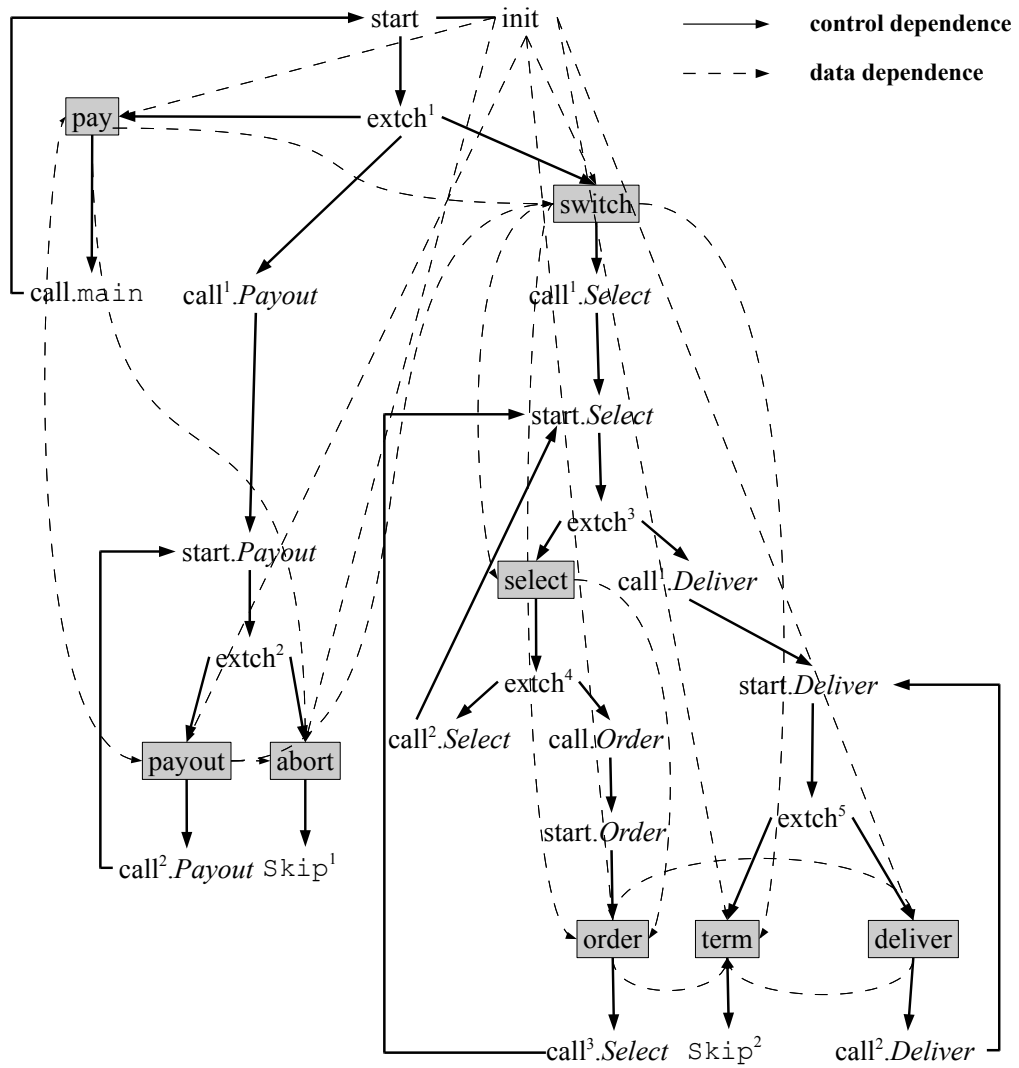 start init control dependence
data dependence
pay extch¹
switch
call.main call¹.Payout call¹.Select
start.Select
extch³
start.Payout
select call¹.Deliver
extch²
extch⁴ start.Deliver
call².Select call.Order
payout abort
extch⁵
start.Order
call².Payout Skip¹
order term deliver
call³.Select Skip² call².Deliver